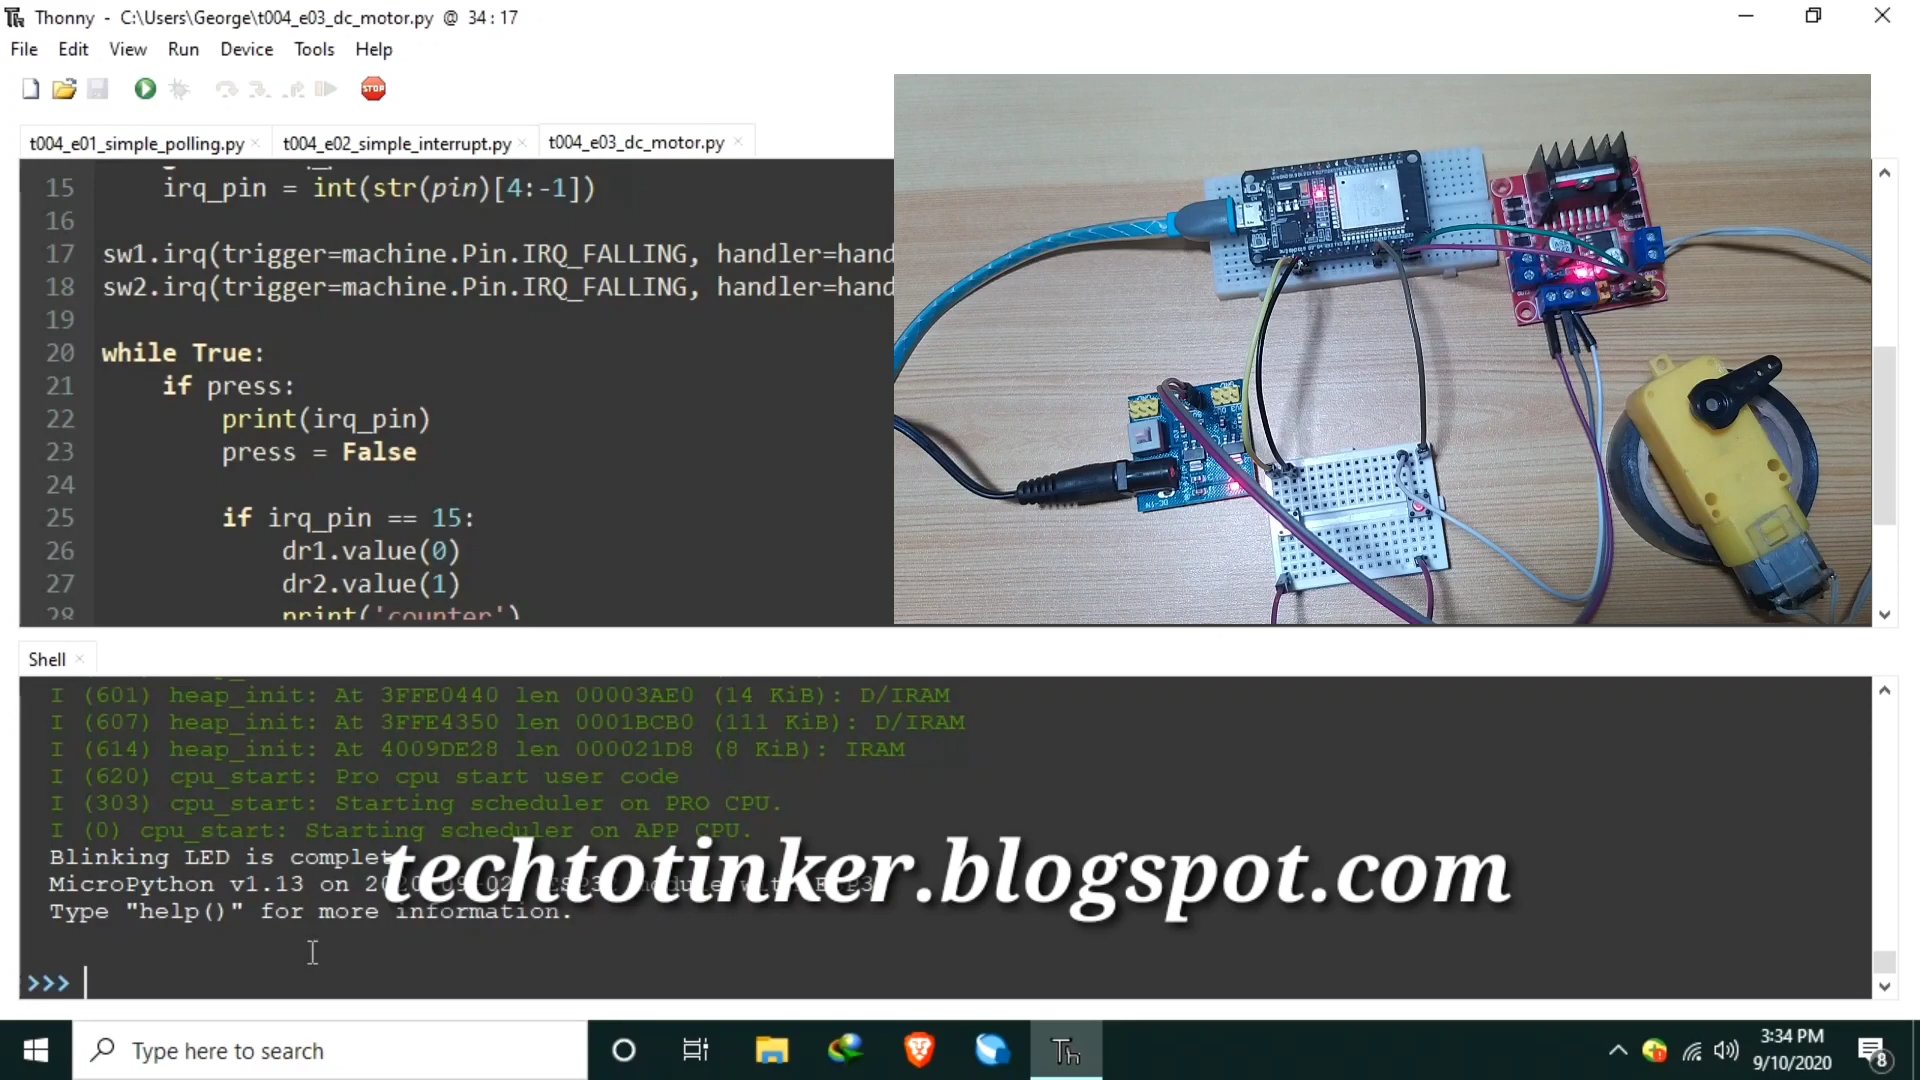 Thonny - C:\Users\George\t004_e03_dc_motor.py @ 34:17
File Edit View Run Device Tools Help
STOP
t004_e01_simple_polling.py
t004_e02_simple_interrupt.py
t004_e03_dc_motor.py
15 irq_pin = int(str(pin)[4:-1])
16
17 sw1.irq(trigger=machine.Pin.IRQ_FALLING, handler=hand
18 sw2.irq(trigger=machine.Pin.IRQ_FALLING, handler=hand
19
20 while True:
21 if press:
22 print(irq_pin)
23 press = False
24
25 if irq_pin == 15:
26 dr1.value(0)
27 dr2.value(1)
28 print('counter')
Shell
I (601) heap_init: At 3FFE0440 len 00003AE0 (14 KiB): D/IRAM
I (607) heap_init: At 3FFE4350 len 0001BCB0 (111 KiB): D/IRAM
I (614) heap_init: At 4009DE28 len 000021D8 (8 KiB): IRAM
I (620) cpu_start: Pro cpu start user code
I (303) cpu_start: Starting scheduler on PRO CPU.
I (0) cpu_start: Starting scheduler on APP CPU.
Blinking LED is complet
techtotinker.blogspot.com
MicroPython v1.13 on
Type "help()" for more information.
>>>
Type here to search
Th
3:34 PM
9/10/2020
8